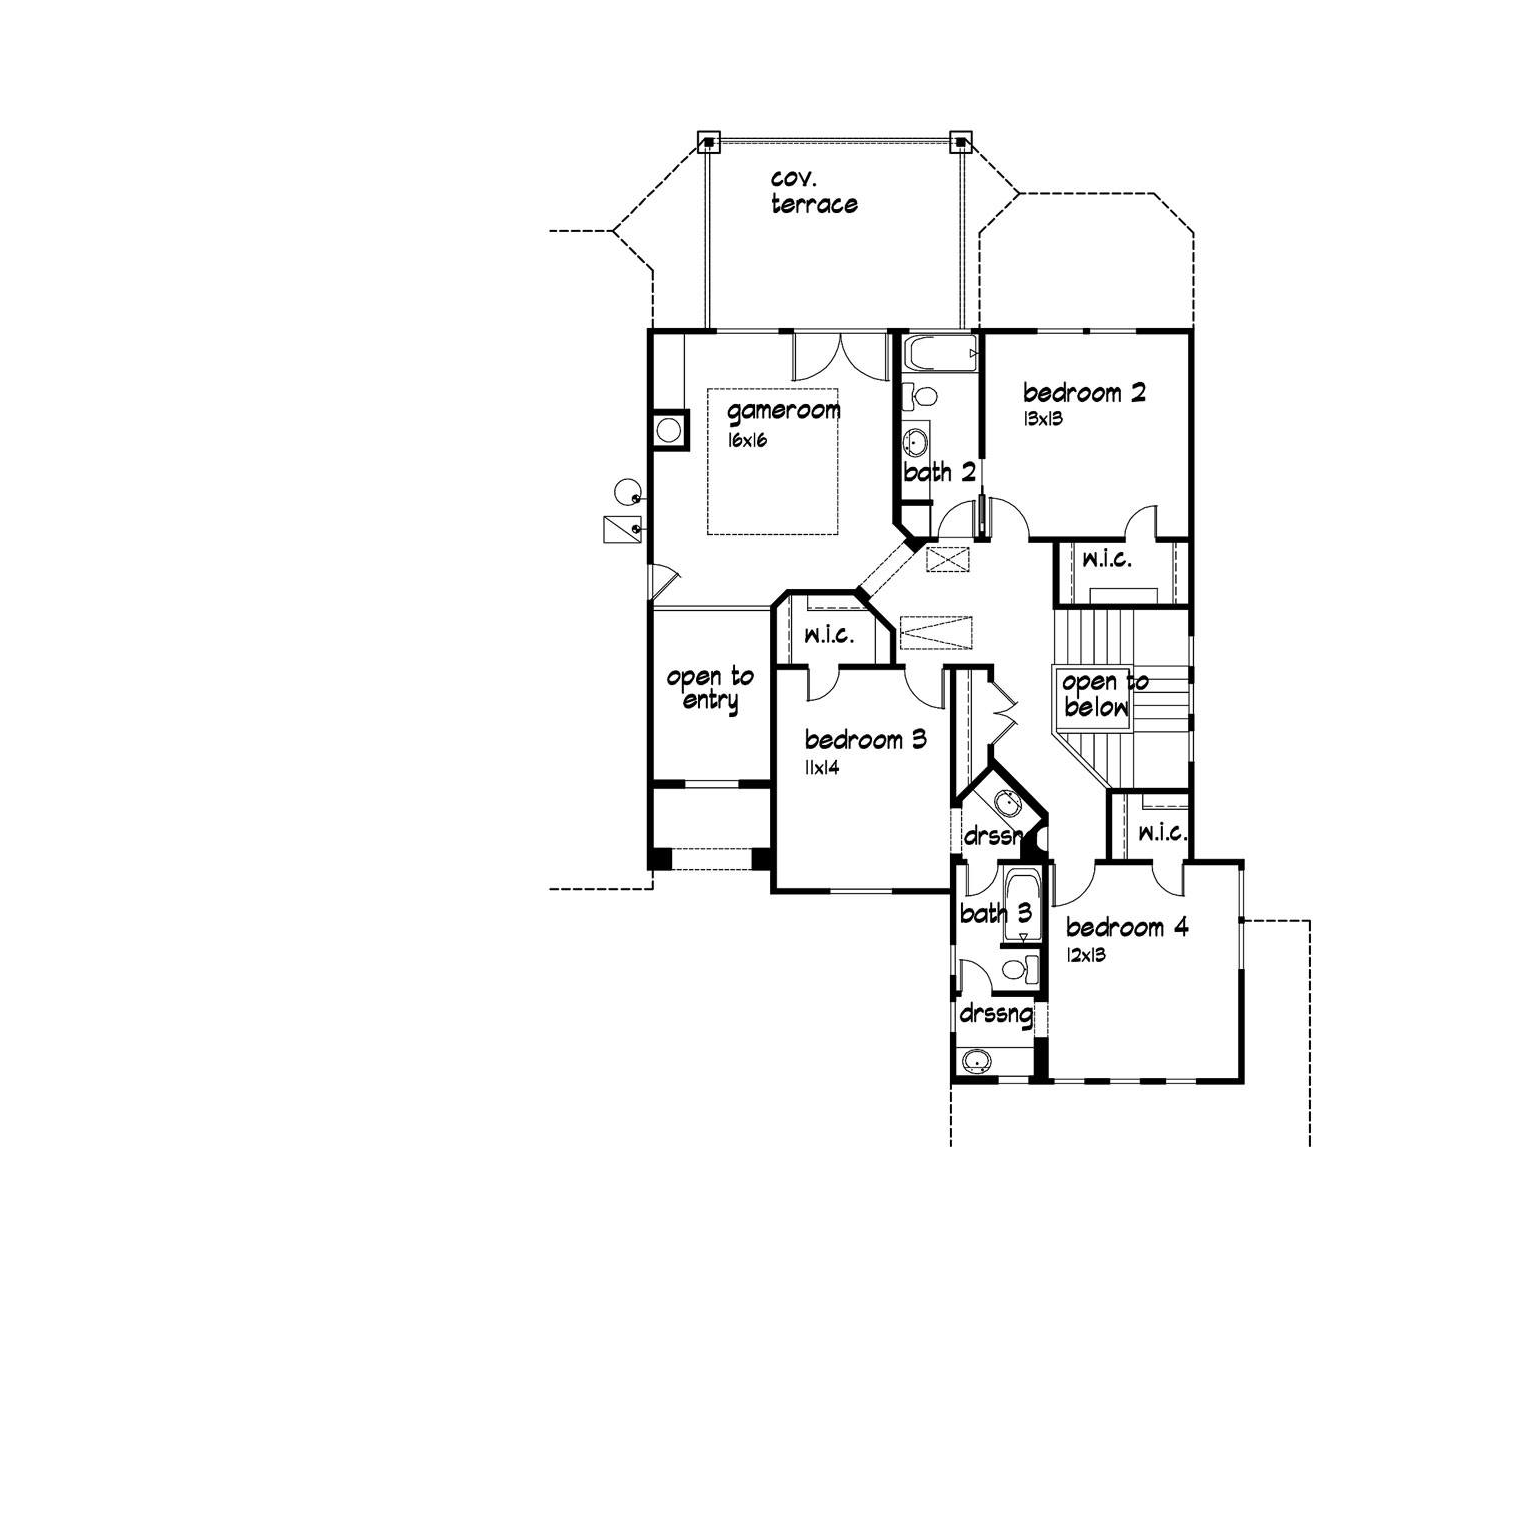 cov.
terrace
bedroom 2
13x13
gameroom
16x16
bath 2
w.i.c.
w.i.c.
open to
entry
open to
below
bedroom 3
11x14
drssn
w.i.c.
bath 3
bedroom 4
12x13
drssng